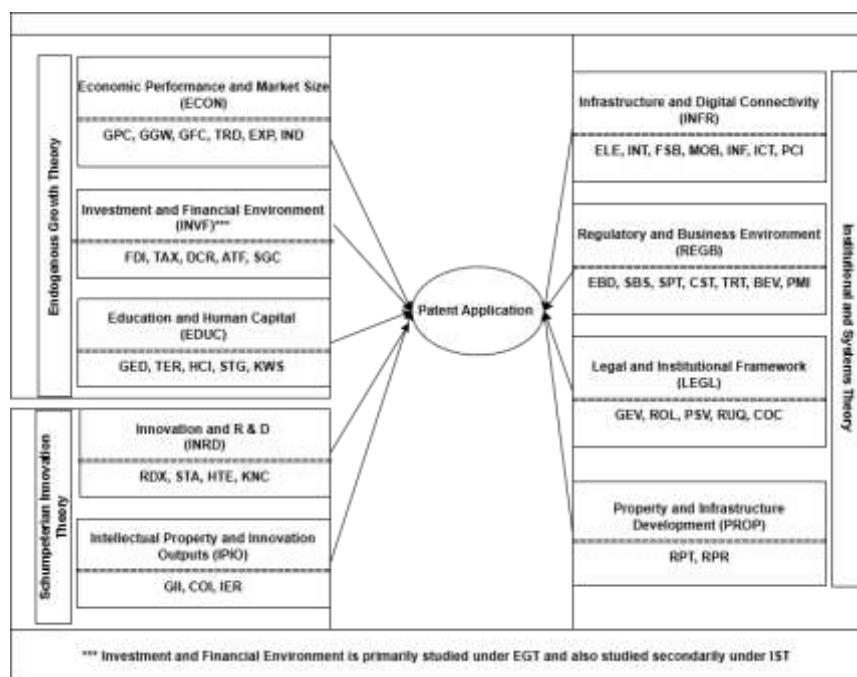 Endogenous Growth Theory
Economic Performance and Market Size
(ECON)
GPC, GGW, GFC, TRD, EXP, IND
Investment and Financial Environment
(INVF)***
FDI, TAX, DCR, ATF, SGC
Education and Human Capital
(EDUC)
GED, TER, HCI, STG, KWS
Schumpeterian Innovation
Theory
Innovation and R & D
(INRD)
RDX, STA, HTE, KNC
Intellectual Property and Innovation
Outputs (IPIO)
GII, COI, IER
Patent Application
Infrastructure and Digital Connectivity
(INFR)
ELE, INT, FSB, MOB, INF, ICT, PCI
Regulatory and Business Environment
(REGB)
EBD, SBS, SPT, CST, TRT, BEV, PMI
Legal and Institutional Framework
(LEGL)
GEV, ROL, PSV, RUQ, COC
Property and Infrastructure
Development (PROP)
RPT, RPR
Institutional and Systems Theory
*** Investment and Financial Environment is primarily studied under EGT and also studied secondarily under IST